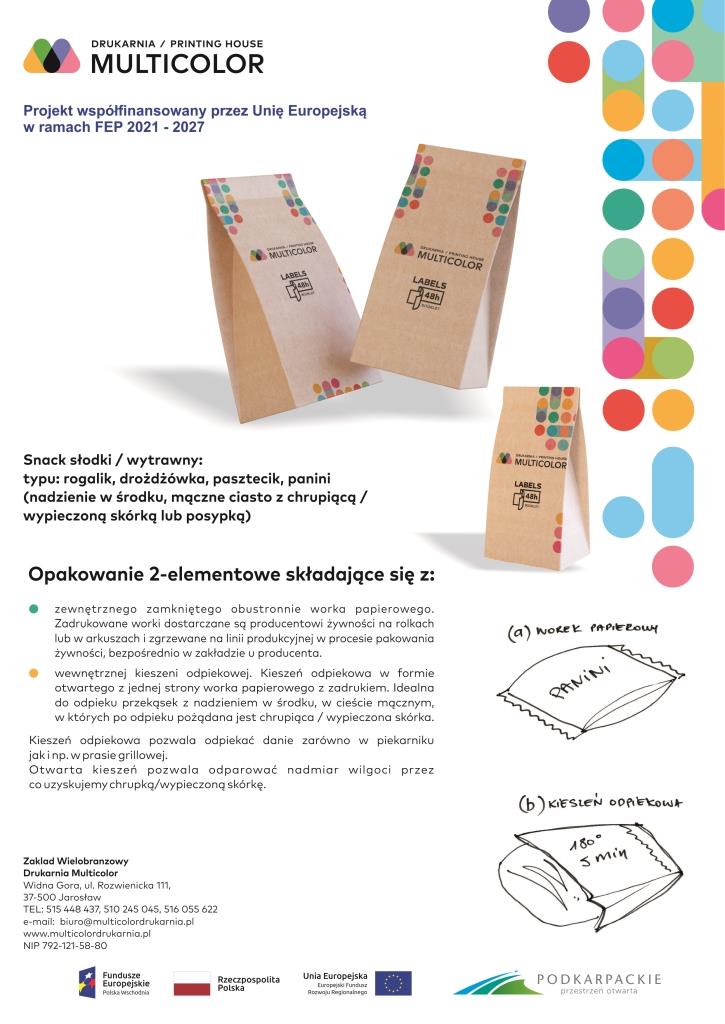 DRUKARNIA / PRINTING HOUSE
MULTICOLOR
Projekt współfinansowany przez Unię Europejską
w ramach FEP 2021 - 2027
DRUKARNIA / PRINTING HOUSE
MULTICOLOR
LABELS
48h
BOOKLET
DRUKARNIA / PRINTING HOUSE
MULTICOLOR
LABELS
48h
BOOKLET
DRUKARNIA / PRINTING HOUSE
MULTICOLOR
LABELS
48h
BOOKLET
Snack słodki / wytrawny:
typu: rogalik, drożdżówka, pasztecik, panini
(nadzienie w środku, mączne ciasto z chrupiącą /
wypieczoną skórką lub posypką)
Opakowanie 2-elementowe składające się z:
zewnętrznego zamkniętego obustronnie worka papierowego.
Zadrukowane worki dostarczane są producentowi żywności na rolkach
lub w arkuszach i zgrzewane na linii produkcyjnej w procesie pakowania
żywności, bezpośrednio w zakładzie u producenta.
wewnętrznej kieszeni odpiekowej. Kieszeń odpiekowa w formie
otwartego z jednej strony worka papierowego z zadrukiem. Idealna
do odpieku przekąsek z nadzieniem w środku, w cieście mącznym,
w których po odpieku pożądana jest chrupiąca / wypieczona skórka.
Kieszeń odpiekowa pozwala odpiekać danie zarówno w piekarniku
jak i np. w prasie grillowej.
Otwarta kieszeń pozwala odparować nadmiar wilgoci przez
co uzyskujemy chrupką/wypieczoną skórkę.
(a) WOREK PAPIEROWY
PANINI
(b) KIESZEŃ ODPIEKOWA
180°
5 min
Zakład Wielobranzowy
Drukarnia Multicolor
Widna Gora, ul. Rozwienicka 111,
37-500 Jarosław
TEL: 515 448 437, 510 245 045, 516 055 622
e-mail: biuro@multicolordrukarnia.pl
www.multicolordrukarnia.pl
NIP 792-121-58-80
Fundusze
Europejskie
Polska Wschodnia
Rzeczpospolita
Polska
Unia Europejska
Europejski Fundusz
Rozwoju Regionalnego
PODKARPACKIE
przestrzeń otwarta